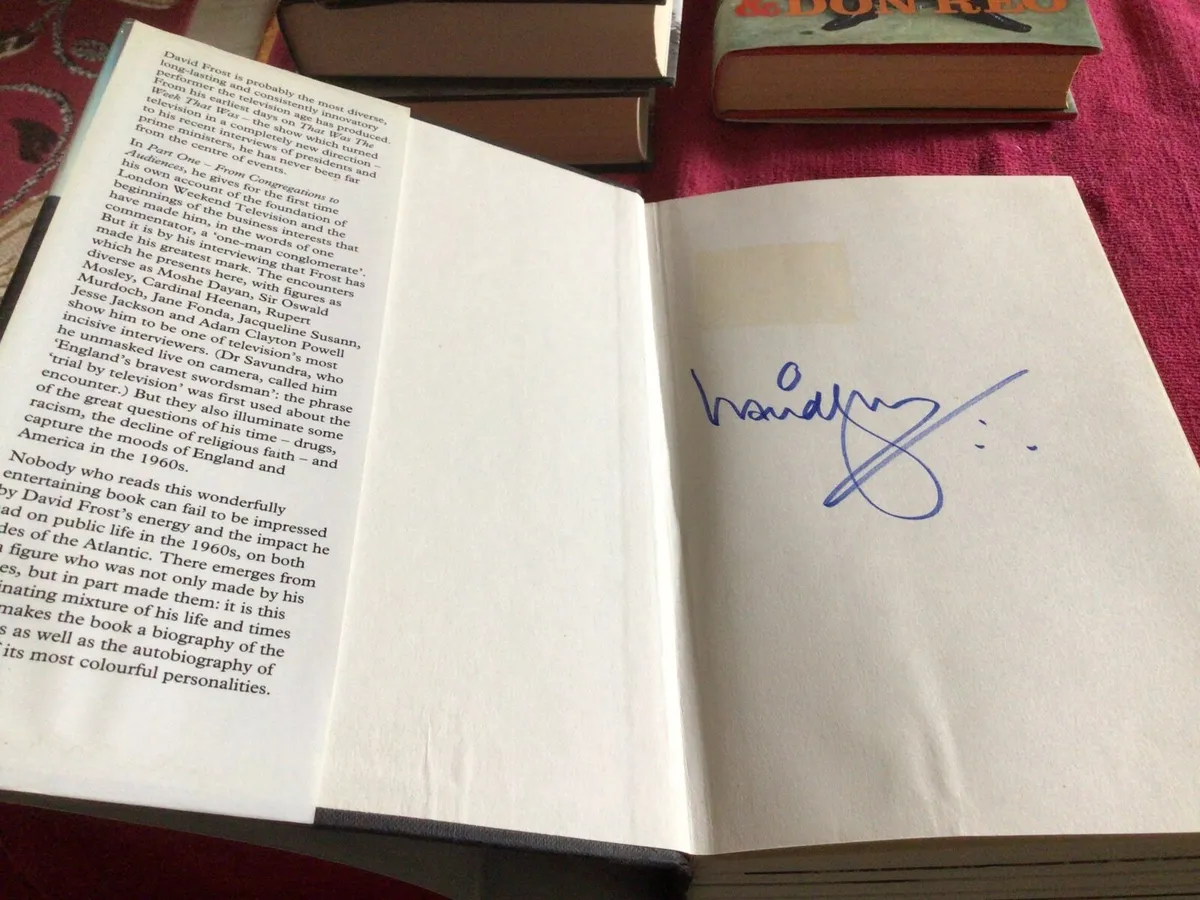 & DON REO
David Frost is probably the most diverse,
long-lasting and consistently innovatory
performer the television age has produced.
From his earliest days on That Was The
Week That Was – the show which turned
television in a completely new direction –
to his recent interviews of presidents and
prime ministers, he has never been far
from the centre of events.
In Part One – From Congregations to
Audiences, he gives for the first time
his own account of the foundation of
London Weekend Television and the
beginnings of the business interests that
have made him, in the words of one
commentator, a ‘one-man conglomerate’.
But it is by his interviewing that Frost has
made his greatest mark. The encounters
which he presents here, with figures as
diverse as Moshe Dayan, Sir Oswald
Mosley, Cardinal Heenan, Rupert
Murdoch, Jane Fonda, Jacqueline Susann,
Jesse Jackson and Adam Clayton Powell
show him to be one of television’s most
incisive interviewers. (Dr Savundra, who
he unmasked live on camera, called him
‘England’s bravest swordsman’: the phrase
‘trial by television’ was first used about the
encounter.) But they also illuminate some
of the great questions of his time – drugs,
racism, the decline of religious faith – and
capture the moods of England and
America in the 1960s.
Nobody who reads this wonderfully
entertaining book can fail to be impressed
by David Frost’s energy and the impact he
had on public life in the 1960s, on both
des of the Atlantic. There emerges from
a figure who was not only made by his
es, but in part made them: it is this
inating mixture of his life and times
makes the book a biography of the
s as well as the autobiography of
its most colourful personalities.